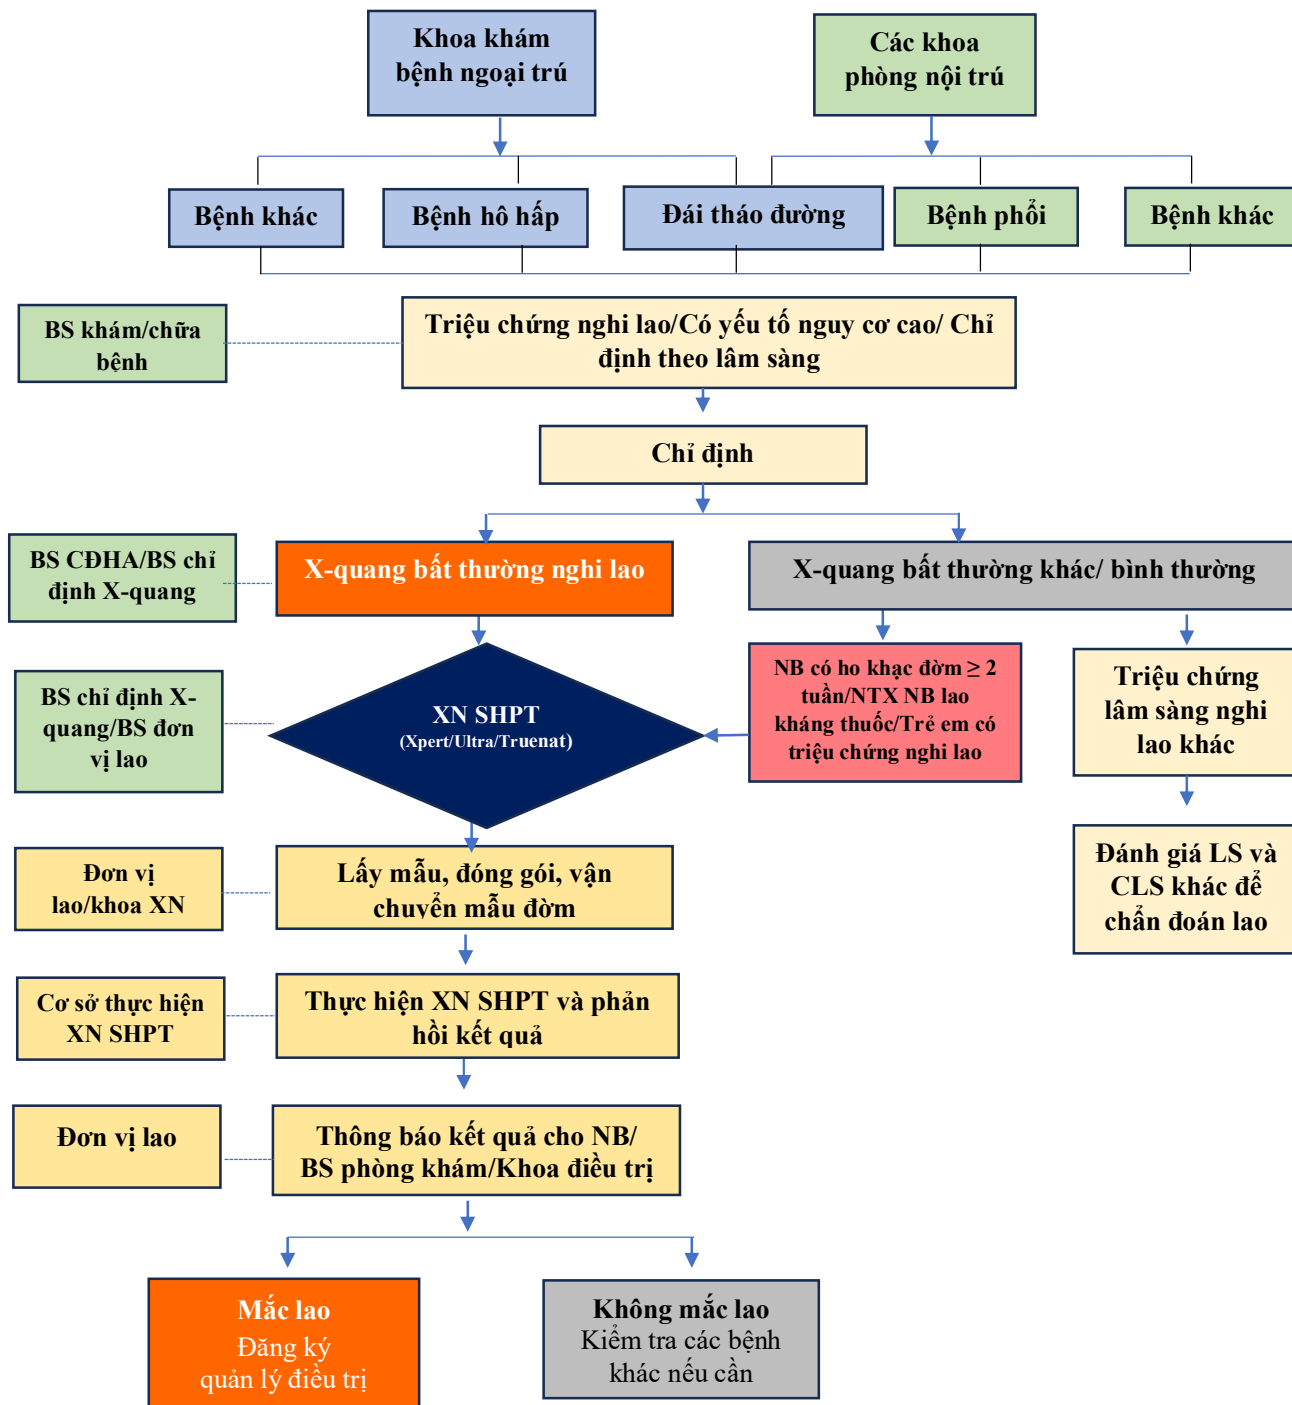 Khoa khám
bệnh ngoại trú
Các khoa
phòng nội trú
Bệnh khác
Bệnh hô hấp
Đái tháo đường
Bệnh phổi
Bệnh khác
BS khám/chữa
bệnh
Triệu chứng nghi lao/Có yếu tố nguy cơ cao/ Chỉ
định theo lâm sàng
Chỉ định
BS CĐHA/BS chỉ
định X-quang
X-quang bất thường nghi lao
X-quang bất thường khác/ bình thường
BS chỉ định X-
quang/BS đơn
vị lao
XN SHPT
(Xpert/Ultra/Truenat)
NB có ho khạc đờm ≥ 2
tuần/NTX NB lao
kháng thuốc/Trẻ em có
triệu chứng nghi lao
Triệu chứng
lâm sàng nghi
lao khác
Đánh giá LS và
CLS khác để
chẩn đoán lao
Đơn vị
lao/khoa XN
Lấy mẫu, đóng gói, vận
chuyển mẫu đờm
Cơ sở thực hiện
XN SHPT
Thực hiện XN SHPT và phản
hồi kết quả
Đơn vị lao
Thông báo kết quả cho NB/
BS phòng khám/Khoa điều trị
Mắc lao
Đăng ký
quản lý điều trị
Không mắc lao
Kiểm tra các bệnh
khác nếu cần